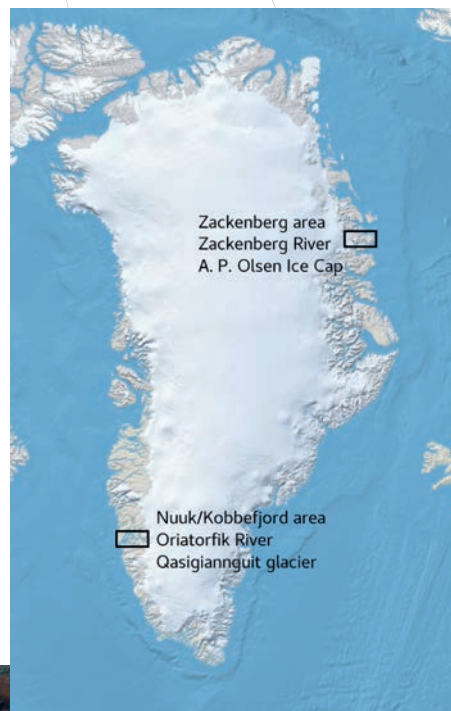 Zackenberg area
Zackenberg River
A. P. Olsen Ice Cap
Nuuk/Kobbefjord area
Oriatorfik River
Qasigiannguit glacier